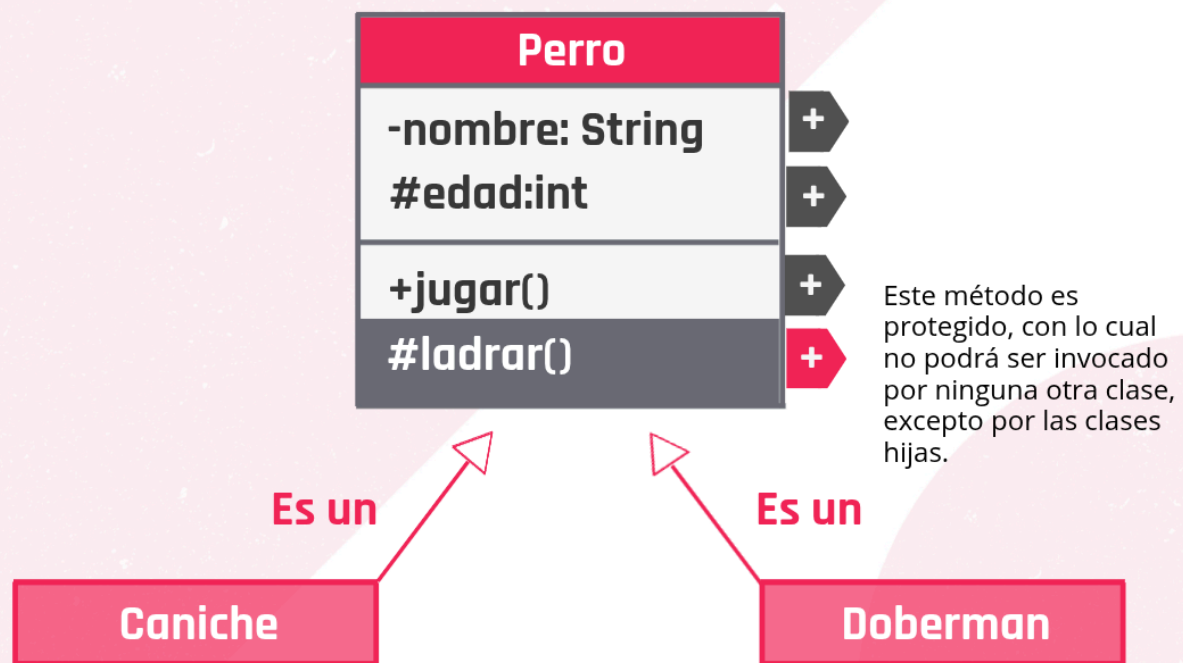 Perro
-nombre: String
+
#edad:int
+
+jugar()
+
#ladrar()
+
Este método es
protegido, con lo cual
no podrá ser invocado
por ninguna otra clase,
excepto por las clases
hijas.
Es un
Es un
Caniche
Doberman